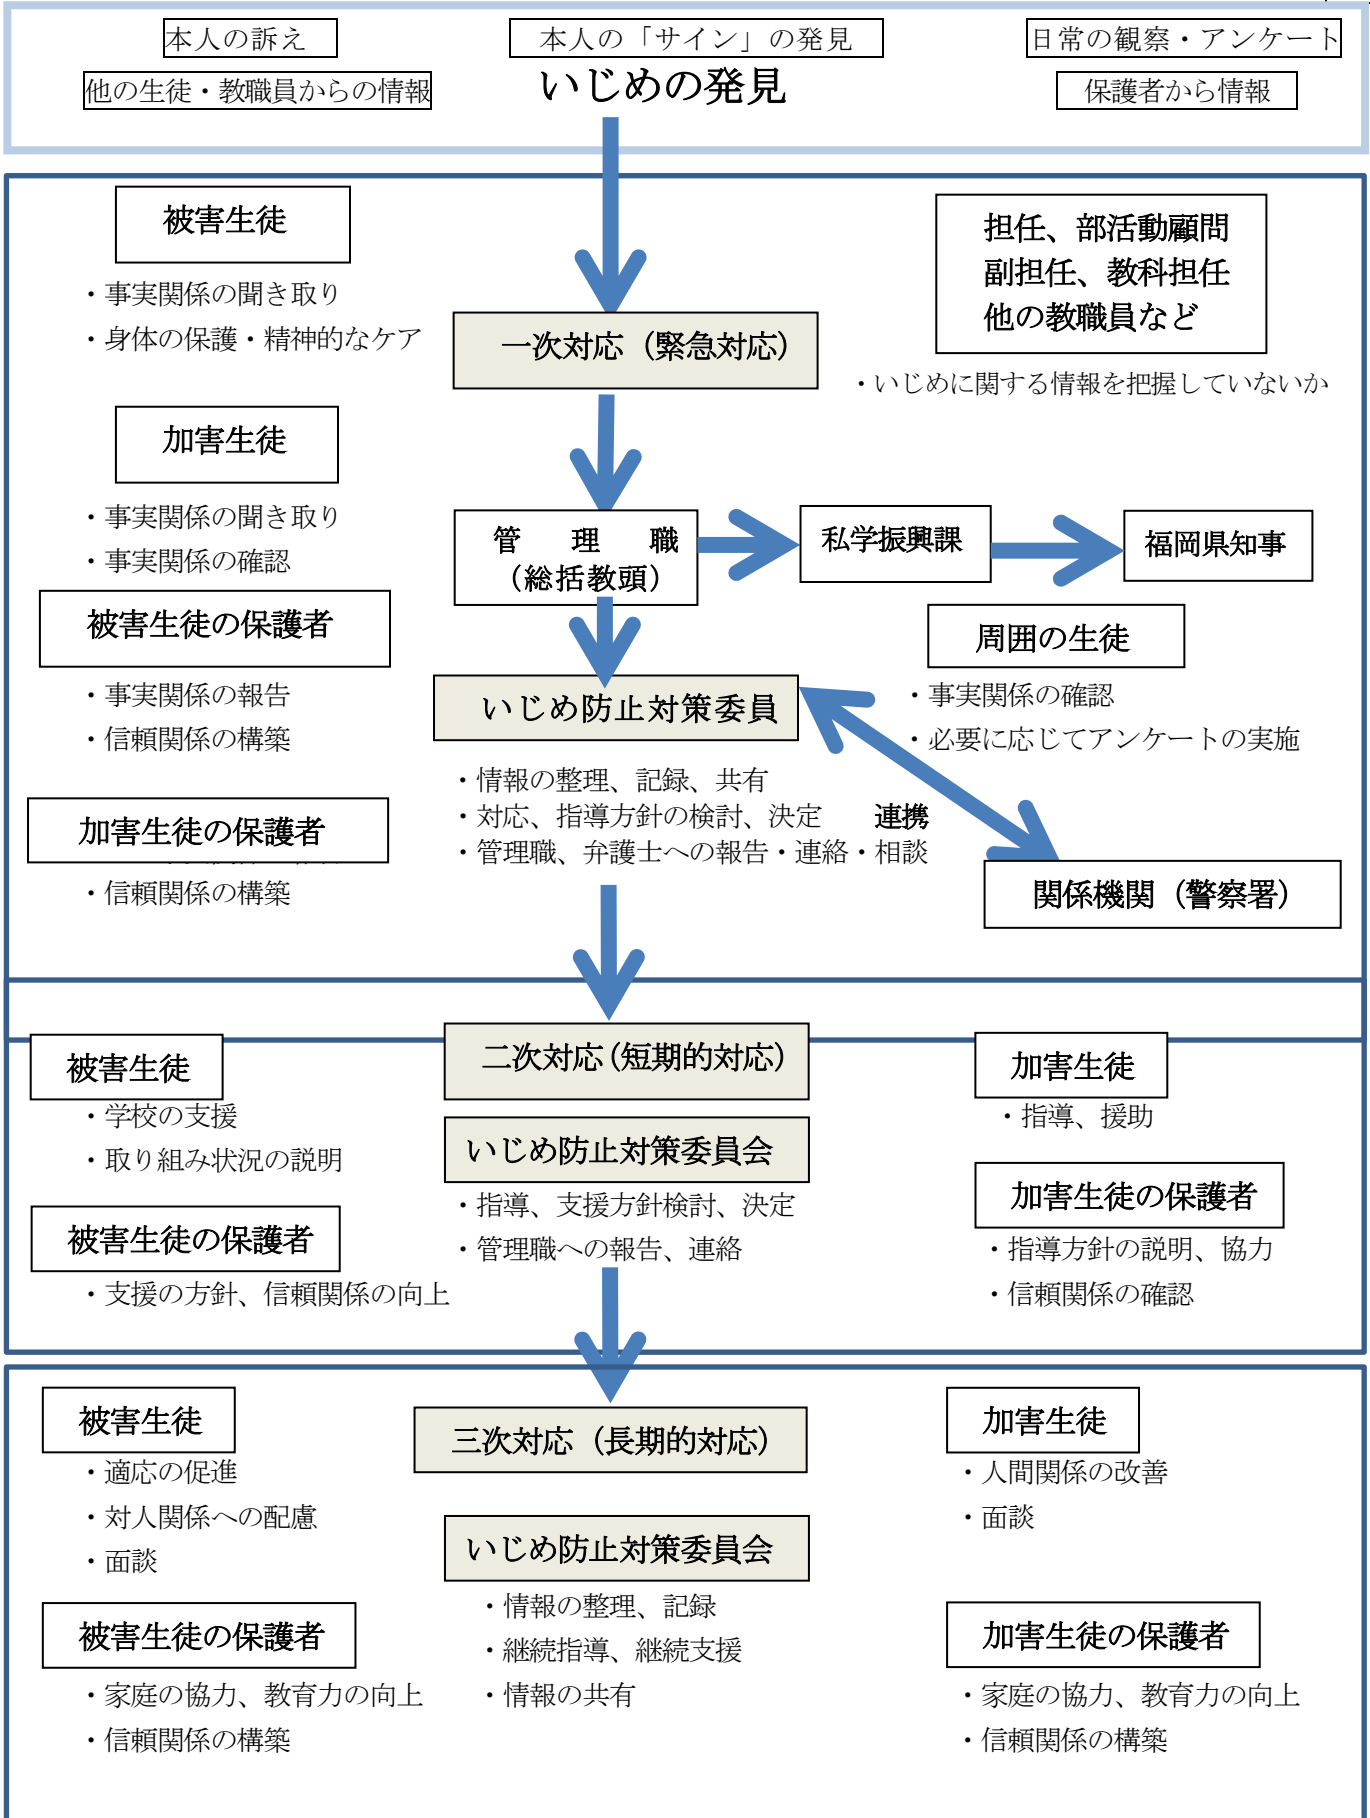 本人の訴え
本人の「サイン」の発見
日常の観察・アンケート
他の生徒・教職員からの情報
いじめの発見
保護者から情報
被害生徒
・事実関係の聞き取り
・身体の保護・精神的なケア
担任、部活動顧問
副担任、教科担任
他の教職員など
・いじめに関する情報を把握していないか
一次対応（緊急対応）
加害生徒
・事実関係の聞き取り
・事実関係の確認
管　理　職
（総括教頭）
私学振興課
福岡県知事
被害生徒の保護者
・事実関係の報告
・信頼関係の構築
周囲の生徒
・事実関係の確認
・必要に応じてアンケートの実施
いじめ防止対策委員
・情報の整理、記録、共有
・対応、指導方針の検討、決定
・管理職、弁護士への報告・連絡・相談
連携
加害生徒の保護者
・信頼関係の構築
関係機関（警察署）
二次対応（短期的対応）
被害生徒
・学校の支援
・取り組み状況の説明
加害生徒
・指導、援助
いじめ防止対策委員会
・指導、支援方針検討、決定
・管理職への報告、連絡
被害生徒の保護者
・支援の方針、信頼関係の向上
加害生徒の保護者
・指導方針の説明、協力
・信頼関係の確認
三次対応（長期的対応）
被害生徒
・適応の促進
・対人関係への配慮
・面談
加害生徒
・人間関係の改善
・面談
いじめ防止対策委員会
・情報の整理、記録
・継続指導、継続支援
・情報の共有
被害生徒の保護者
・家庭の協力、教育力の向上
・信頼関係の構築
加害生徒の保護者
・家庭の協力、教育力の向上
・信頼関係の構築